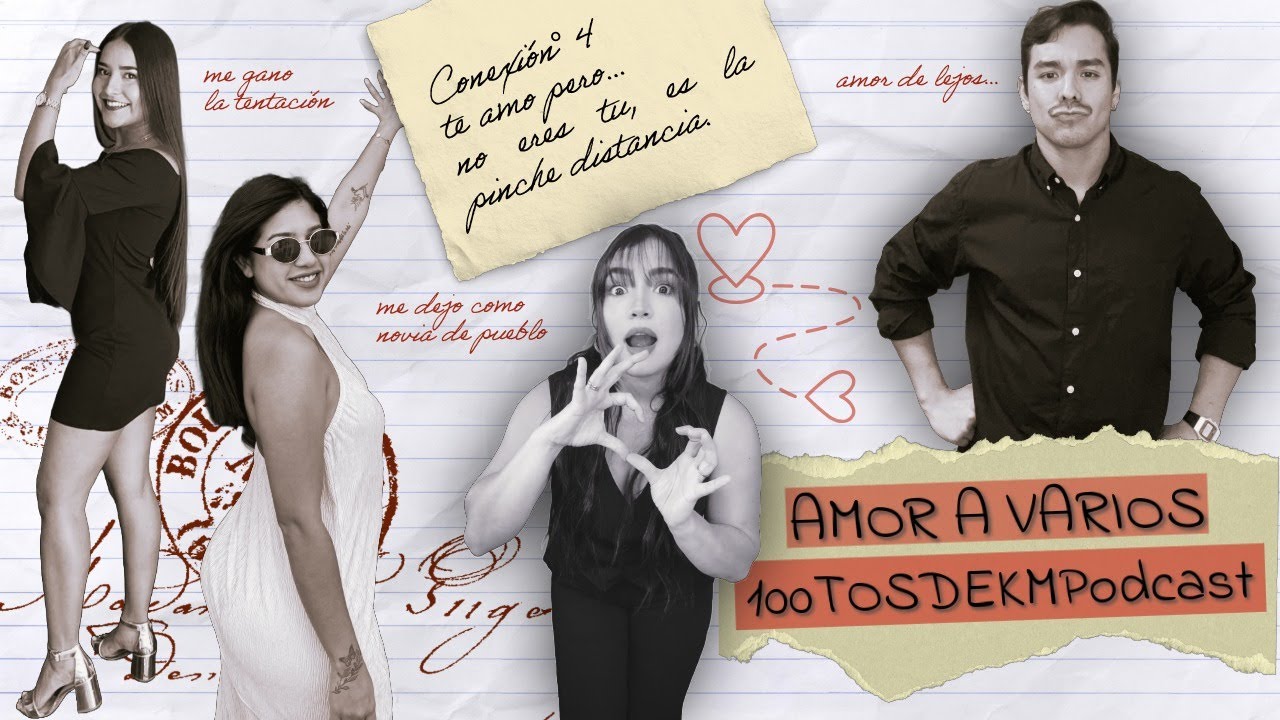 me gano
la tentación
Conexión° 4
te amo pero...
no eres tu, es la
pinche distancia.
amor de lejos...
me dejo como
novia de pueblo
AMOR A VARIOS
100TOSDEKMPodcast